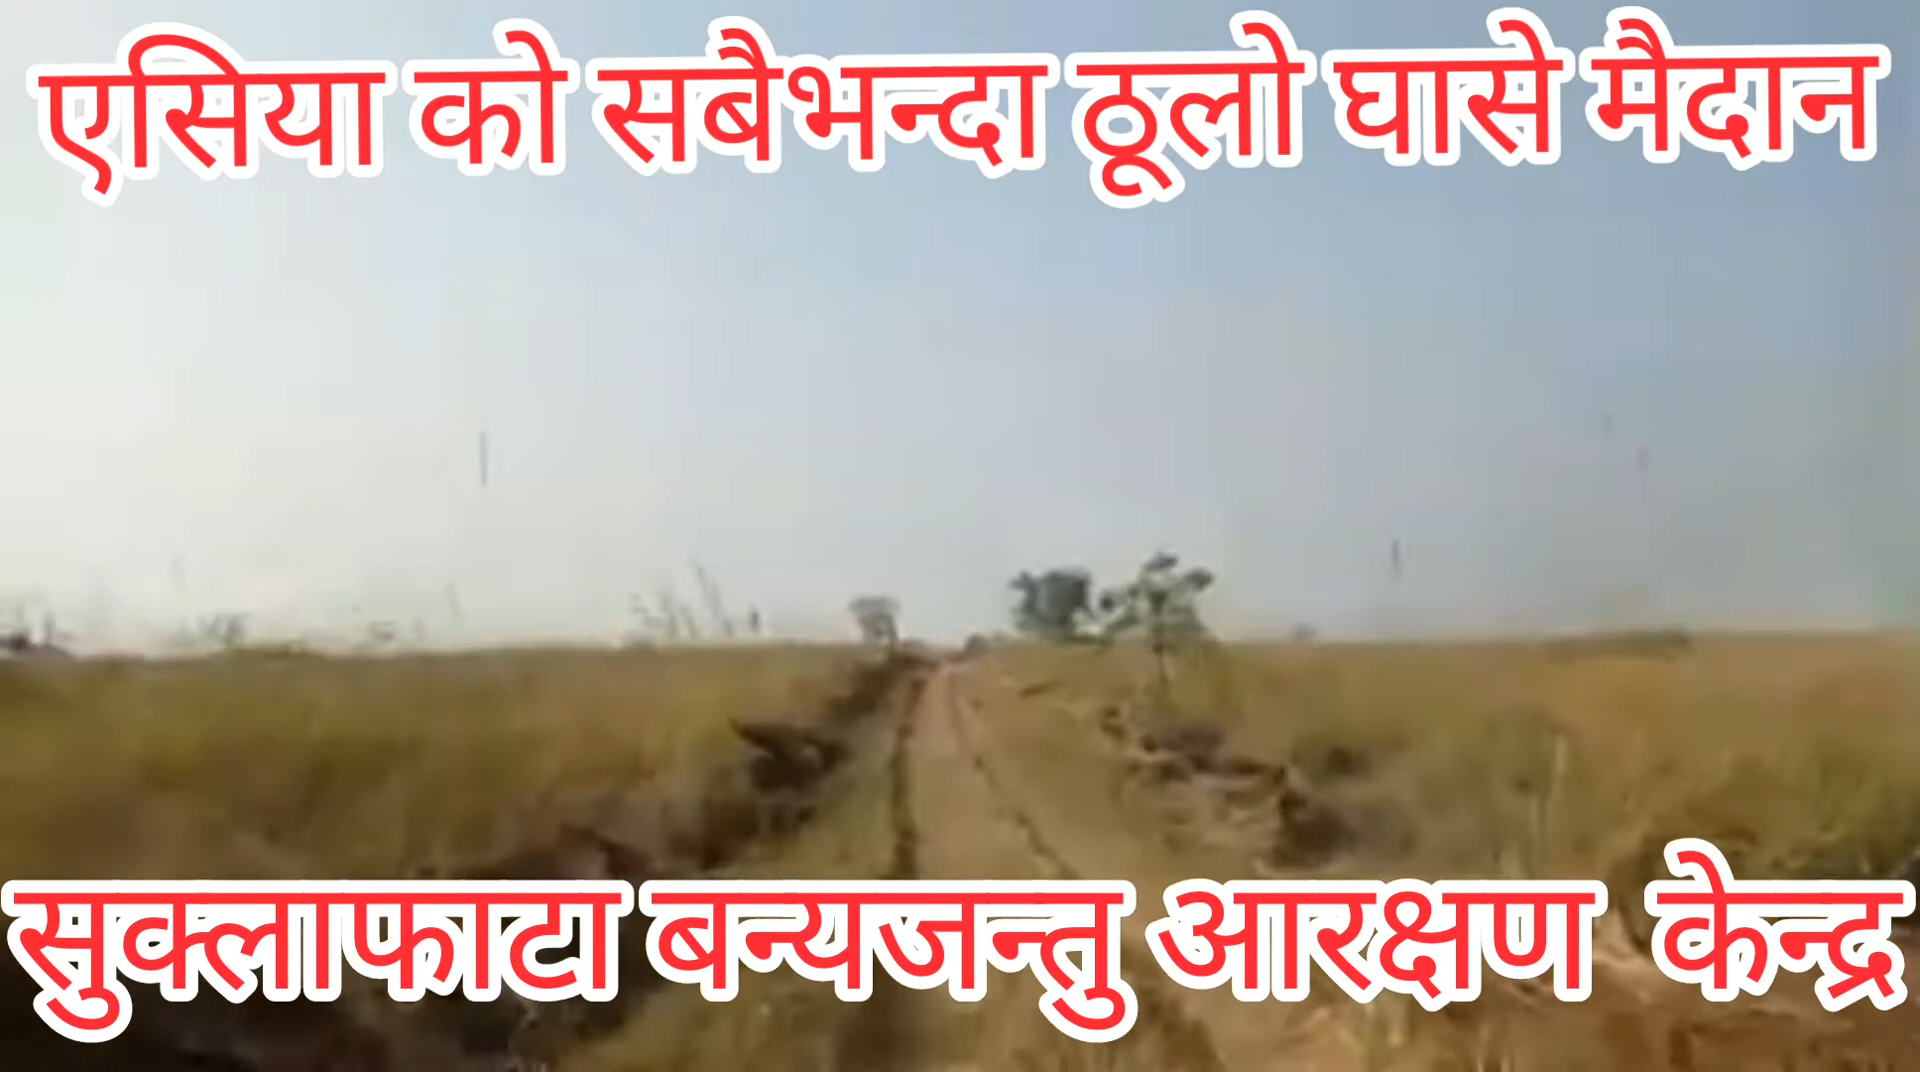 एसिया को सबैभन्दा ठूलो घासे मैदान
सुक्लाफाटा बन्यजन्तु आरक्षण केन्द्र